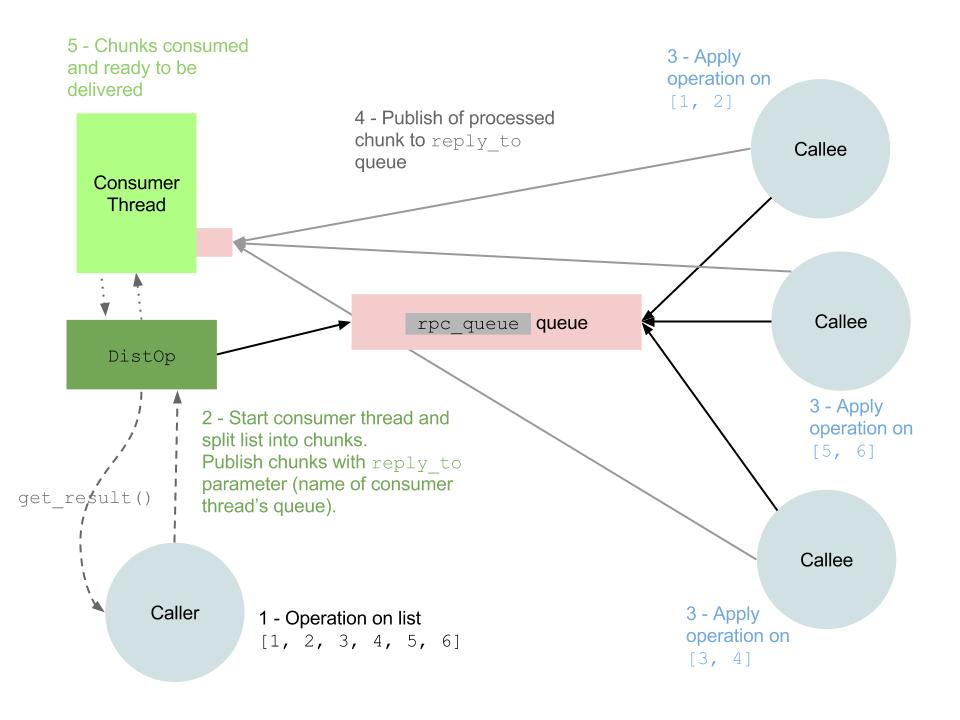 5 - Chunks consumed
and ready to be
delivered
Consumer
Thread
4 - Publish of processed
chunk to reply_to
queue
3 - Apply
operation on
[1, 2]
Callee
rpc_queue queue
Callee
3 - Apply
operation on
[5, 6]
DistOp
2 - Start consumer thread and
split list into chunks.
Publish chunks with reply_to
parameter (name of consumer
thread's queue).
get_result()
Caller
1 - Operation on list
[1, 2, 3, 4, 5, 6]
Callee
3 - Apply
operation on
[3, 4]